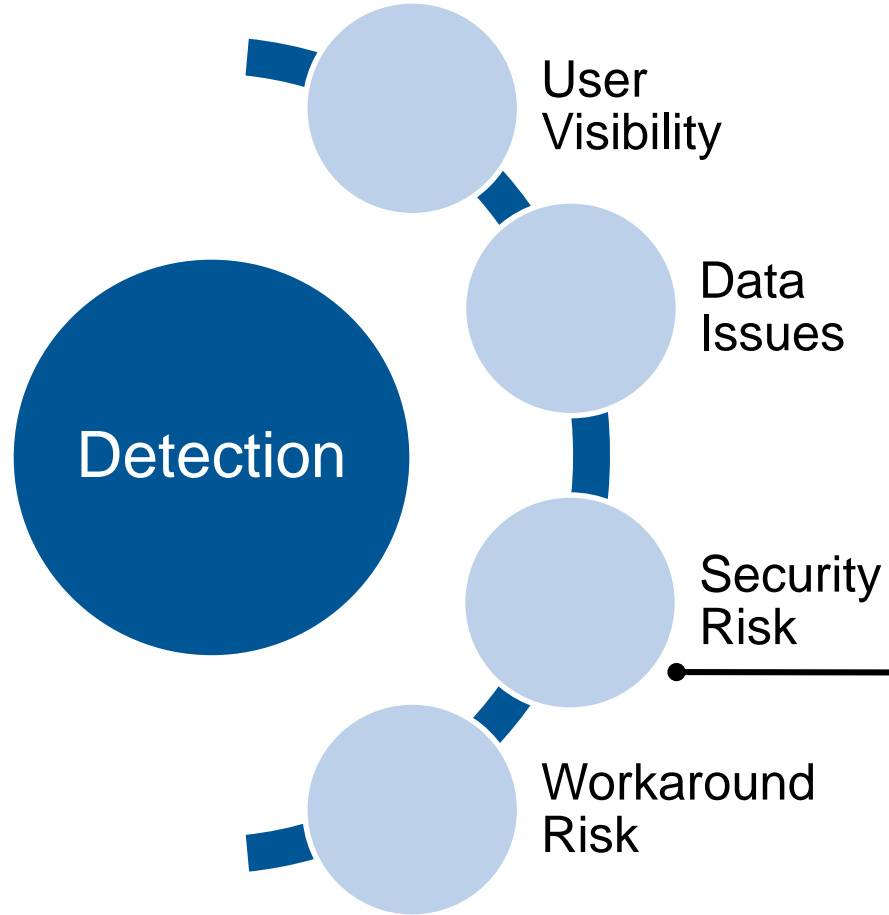 User
Visibility
Data
Issues
Detection
Security
Risk
Workaround
Risk